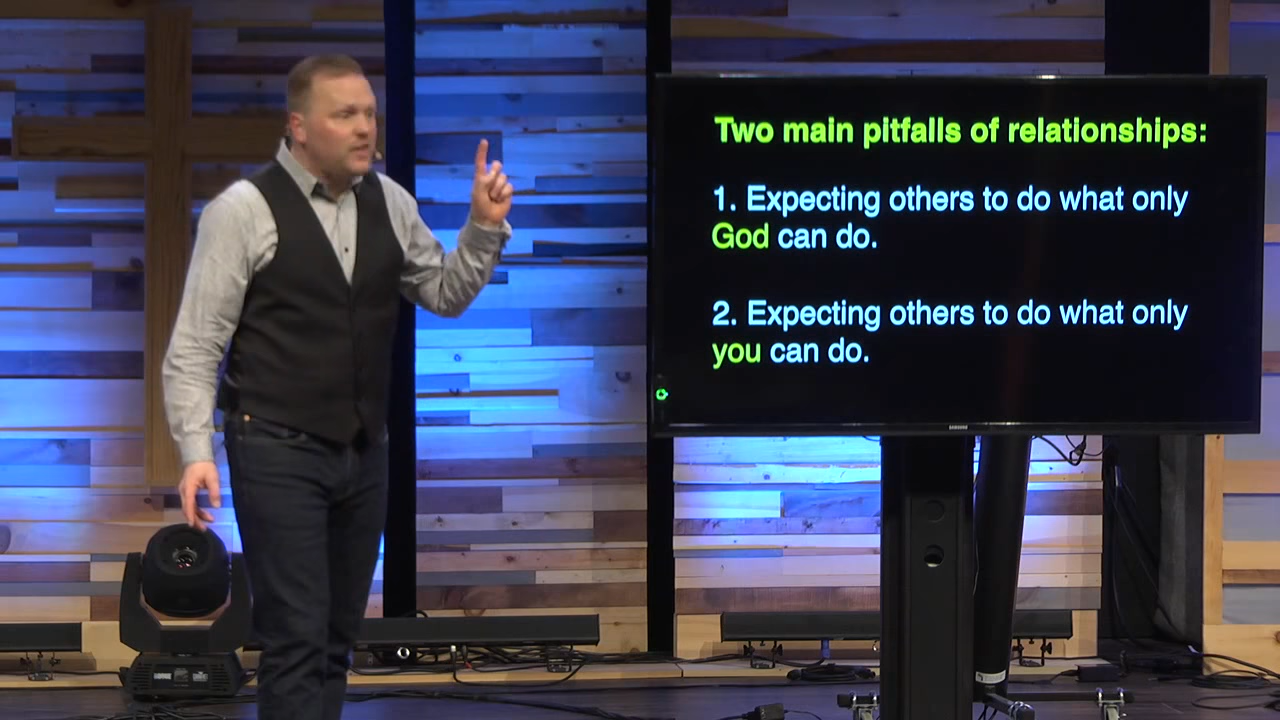 Two main pitfalls of relationships:
1. Expecting others to do what only
God can do.
2. Expecting others to do what only
you can do.
SAMSUNG